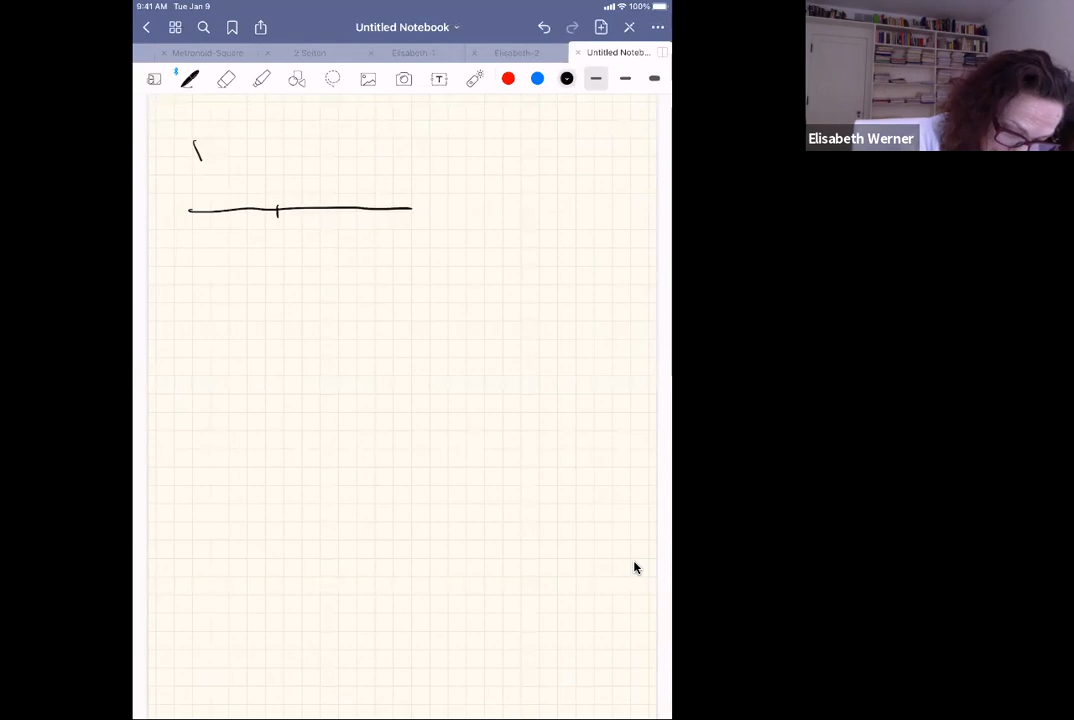 9:41 AM Tue Jan 9
100%
Untitled Notebook
Metronoid-Square
2 Seiten
Elisabeth-1
Elisabeth-2
Untitled Noteb...
T
Elisabeth Werner